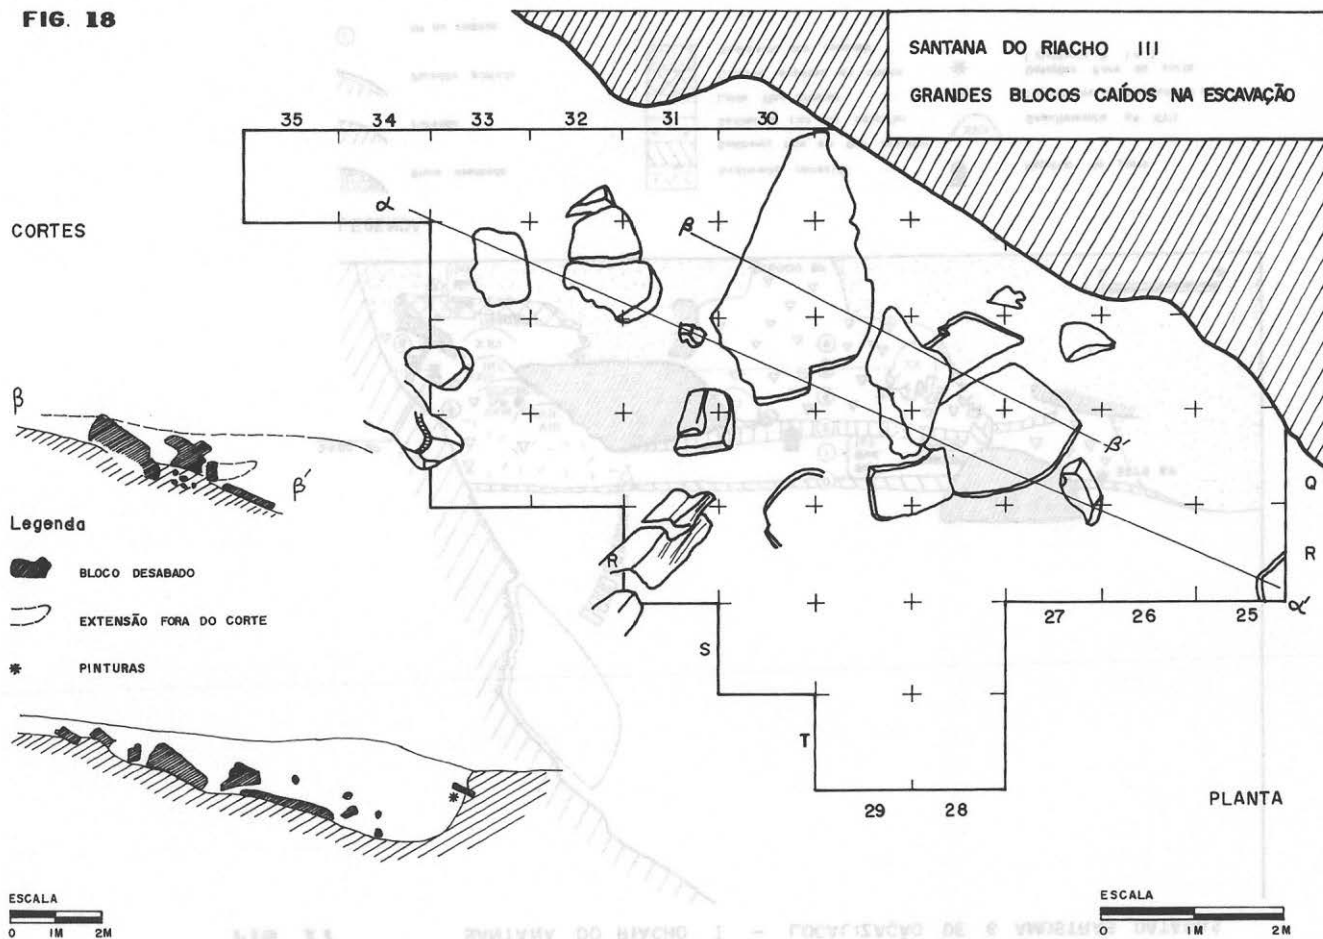 FIG. 18
SANTANA DO RIACHO III
GRANDES BLOCOS CAÍDOS NA ESCAVAÇÃO
35 34 33 32 31 30
α
β
CORTES
β
β'
β'
Q
R
α'
Legenda
BLOCO DESABADO
EXTENSÃO FORA DO CORTE
PINTURAS
R
S
T
27 26 25
29 28
PLANTA
ESCALA
0 1M 2M
ESCALA
0 1M 2M